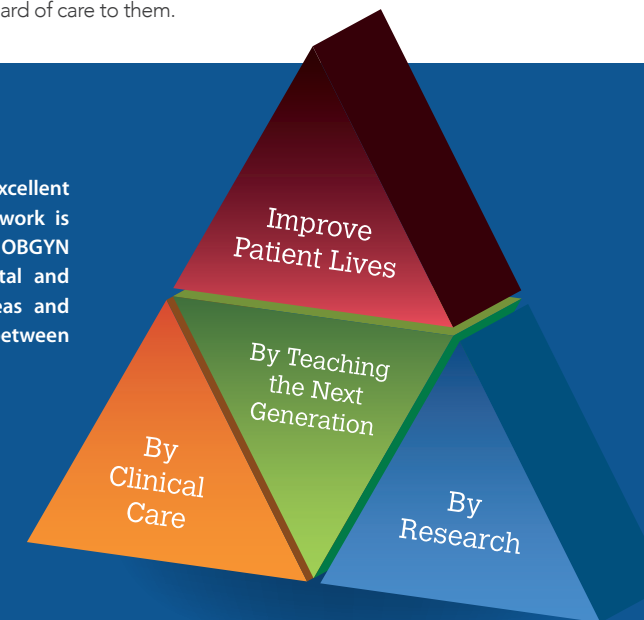 ard of care to them.
xcellent
work is
OBGYN
tal and
eas and
etween
Improve
Patient Lives
By Teaching
the Next
Generation
By
Clinical
Care
By
Research